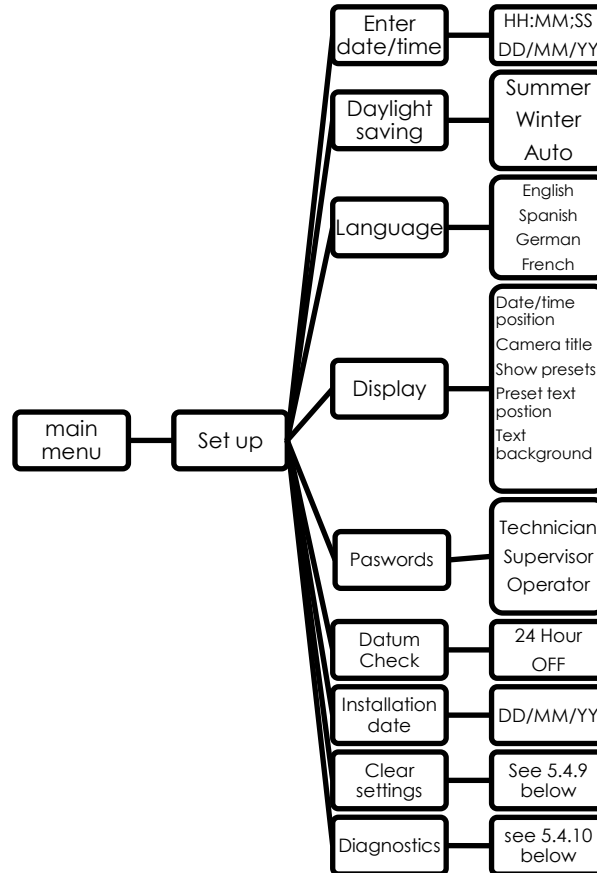 main
menu
Set up
Enter
date/time
HH:MM;SS
DD/MM/YY
Daylight
saving
Summer
Winter
Auto
Language
English
Spanish
German
French
Display
Date/time
position
Camera title
Show presets
Preset text
postion
Text
background
Paswords
Technician
Supervisor
Operator
Datum
Check
24 Hour
OFF
Installation
date
DD/MM/YY
Clear
settings
See 5.4.9
below
Diagnostics
see 5.4.10
below